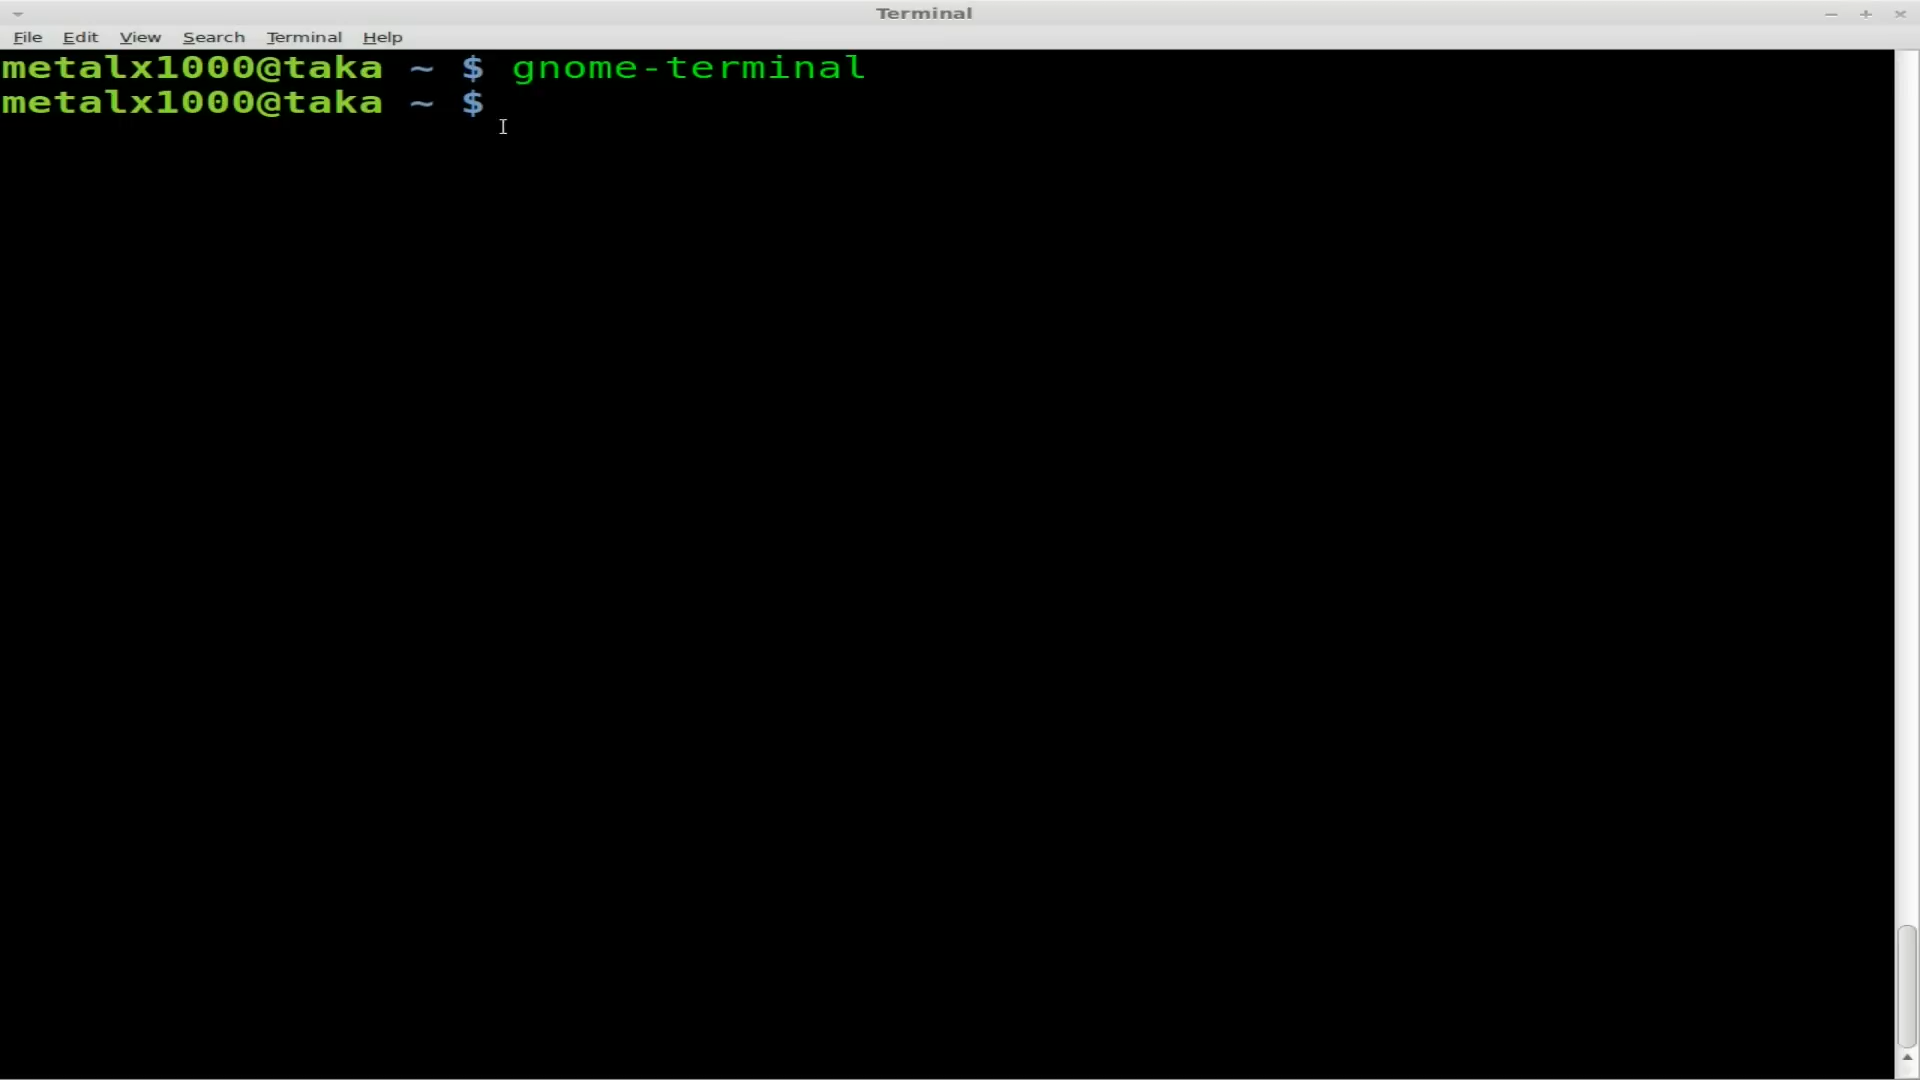 Terminal
File Edit View Search Terminal Help
metalx1000@taka ~ $ gnome-terminal
metalx1000@taka ~ $